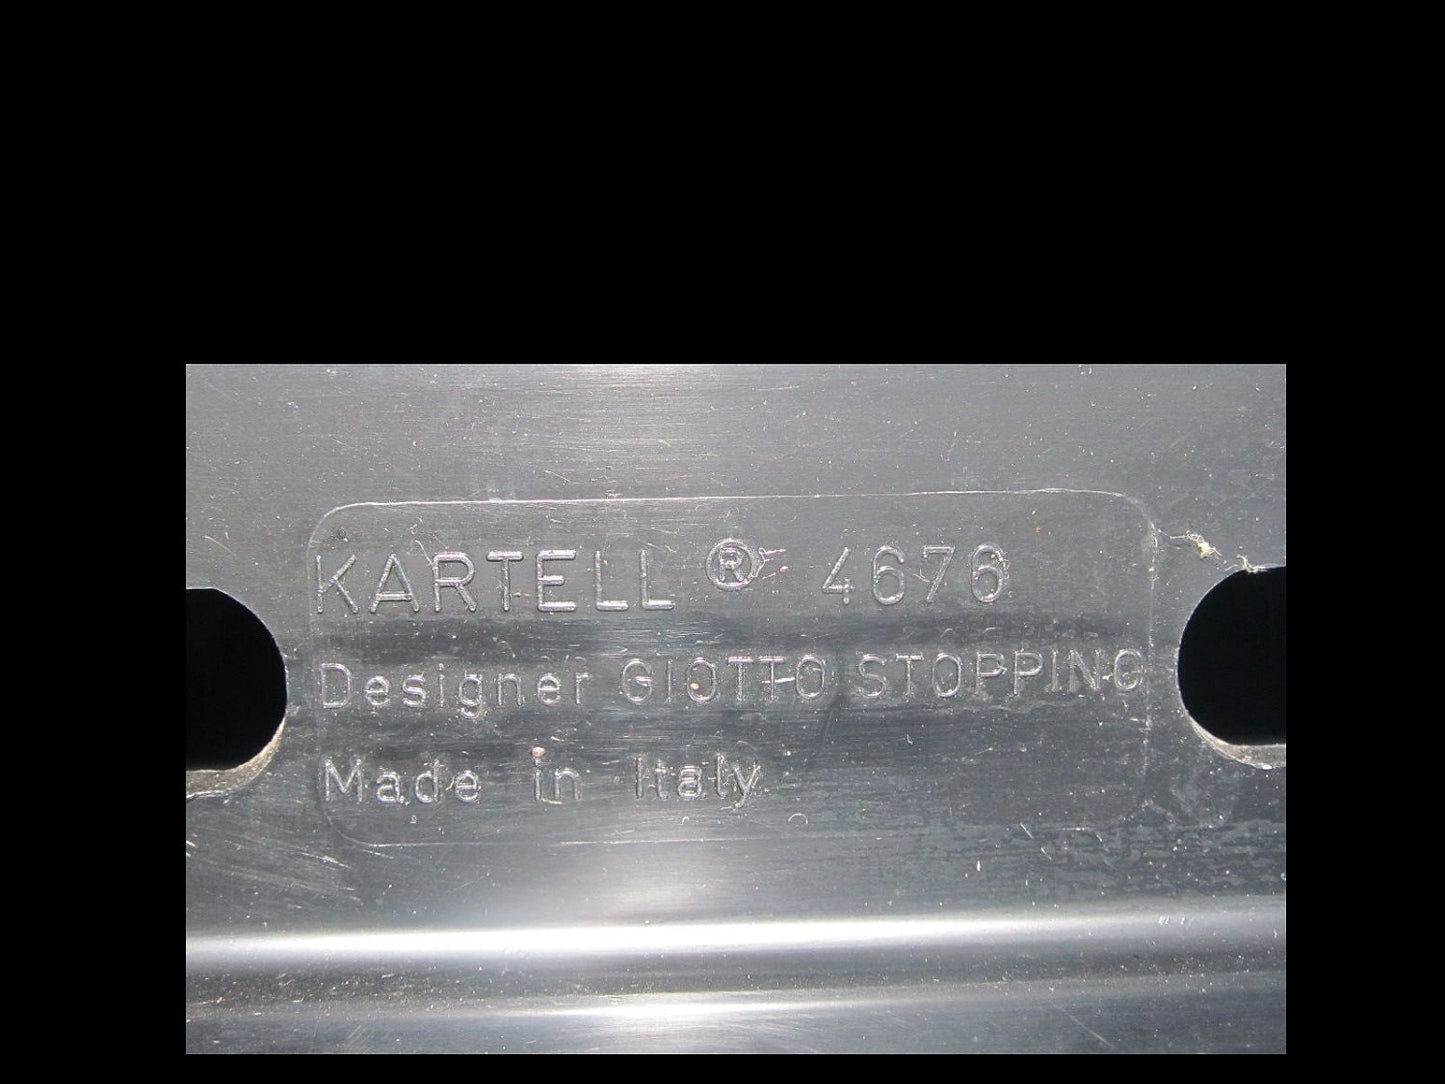 KARTELL ® 4676
Designer GIOTTO STOPPINO
Made in Italy